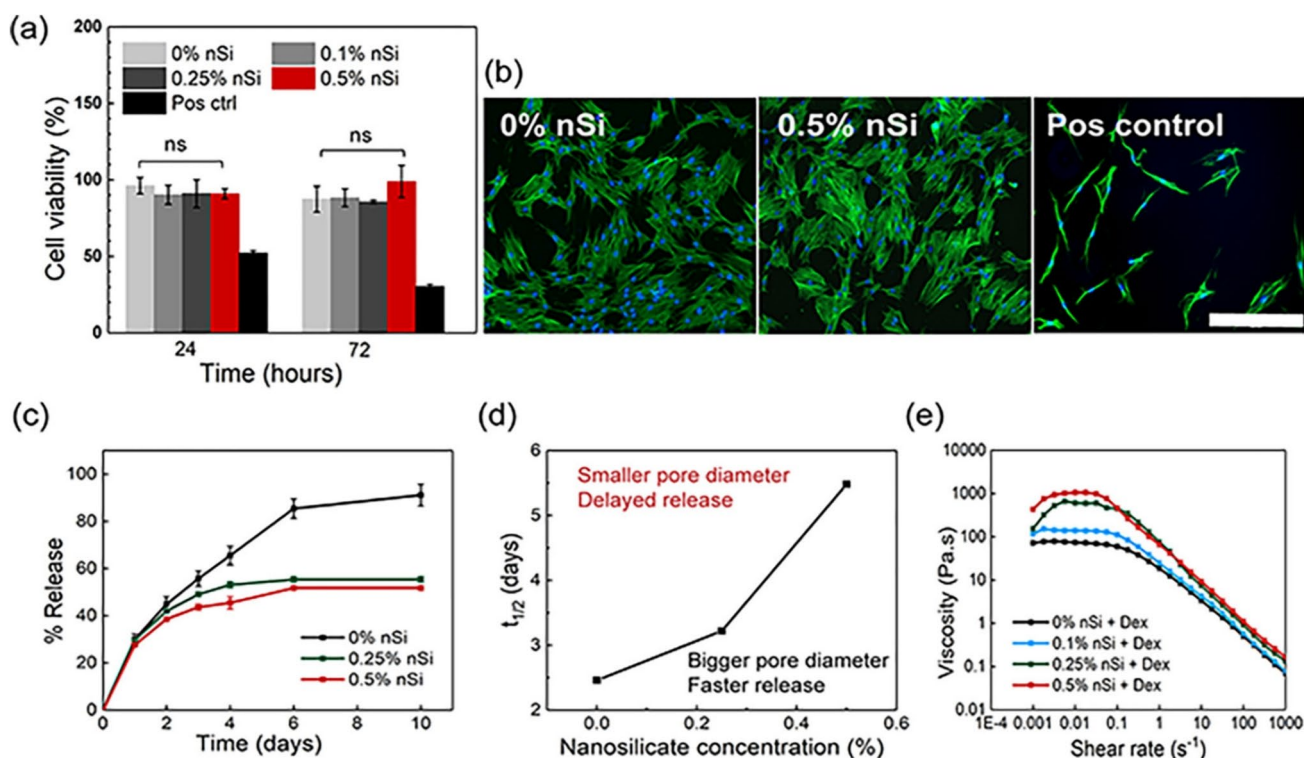 (a)
200
150
100
50
0
Cell viability (%)
0% nSi
0.1% nSi
0.25% nSi
0.5% nSi
Pos ctrl
ns
ns
24
72
Time (hours)
(b)
0% nSi
0.5% nSi
Pos control
(c)
100
80
60
40
20
0
% Release
0% nSi
0.25% nSi
0.5% nSi
0 2 4 6 8 10
Time (days)
(d)
6
5
4
3
2
t1/2 (days)
Smaller pore diameter
Delayed release
Bigger pore diameter
Faster release
0.0 0.2 0.4 0.6
Nanosilicate concentration (%)
(e)
10000
1000
100
10
1
0.1
0.01
Viscosity (Pa.s)
0% nSi + Dex
0.1% nSi + Dex
0.25% nSi + Dex
0.5% nSi + Dex
1E-4 0.001 0.01 0.1 1 10 100 1000
Shear rate (s⁻¹)